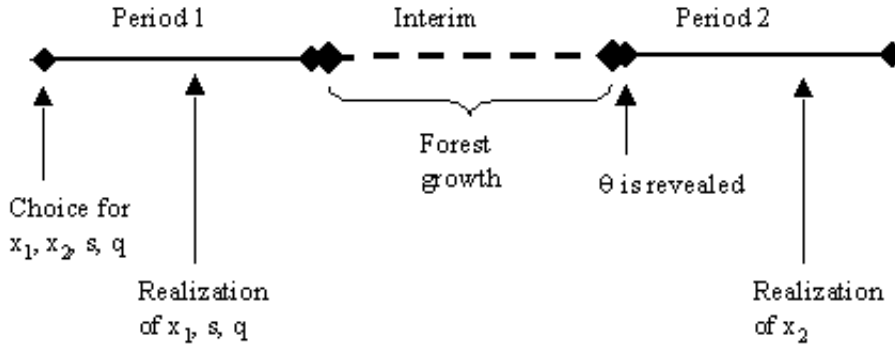 Period 1
Interim
Period 2
Forest
growth
θ is revealed
Choice for
x₁, x₂, s, q
Realization
of x₁, s, q
Realization
of x₂